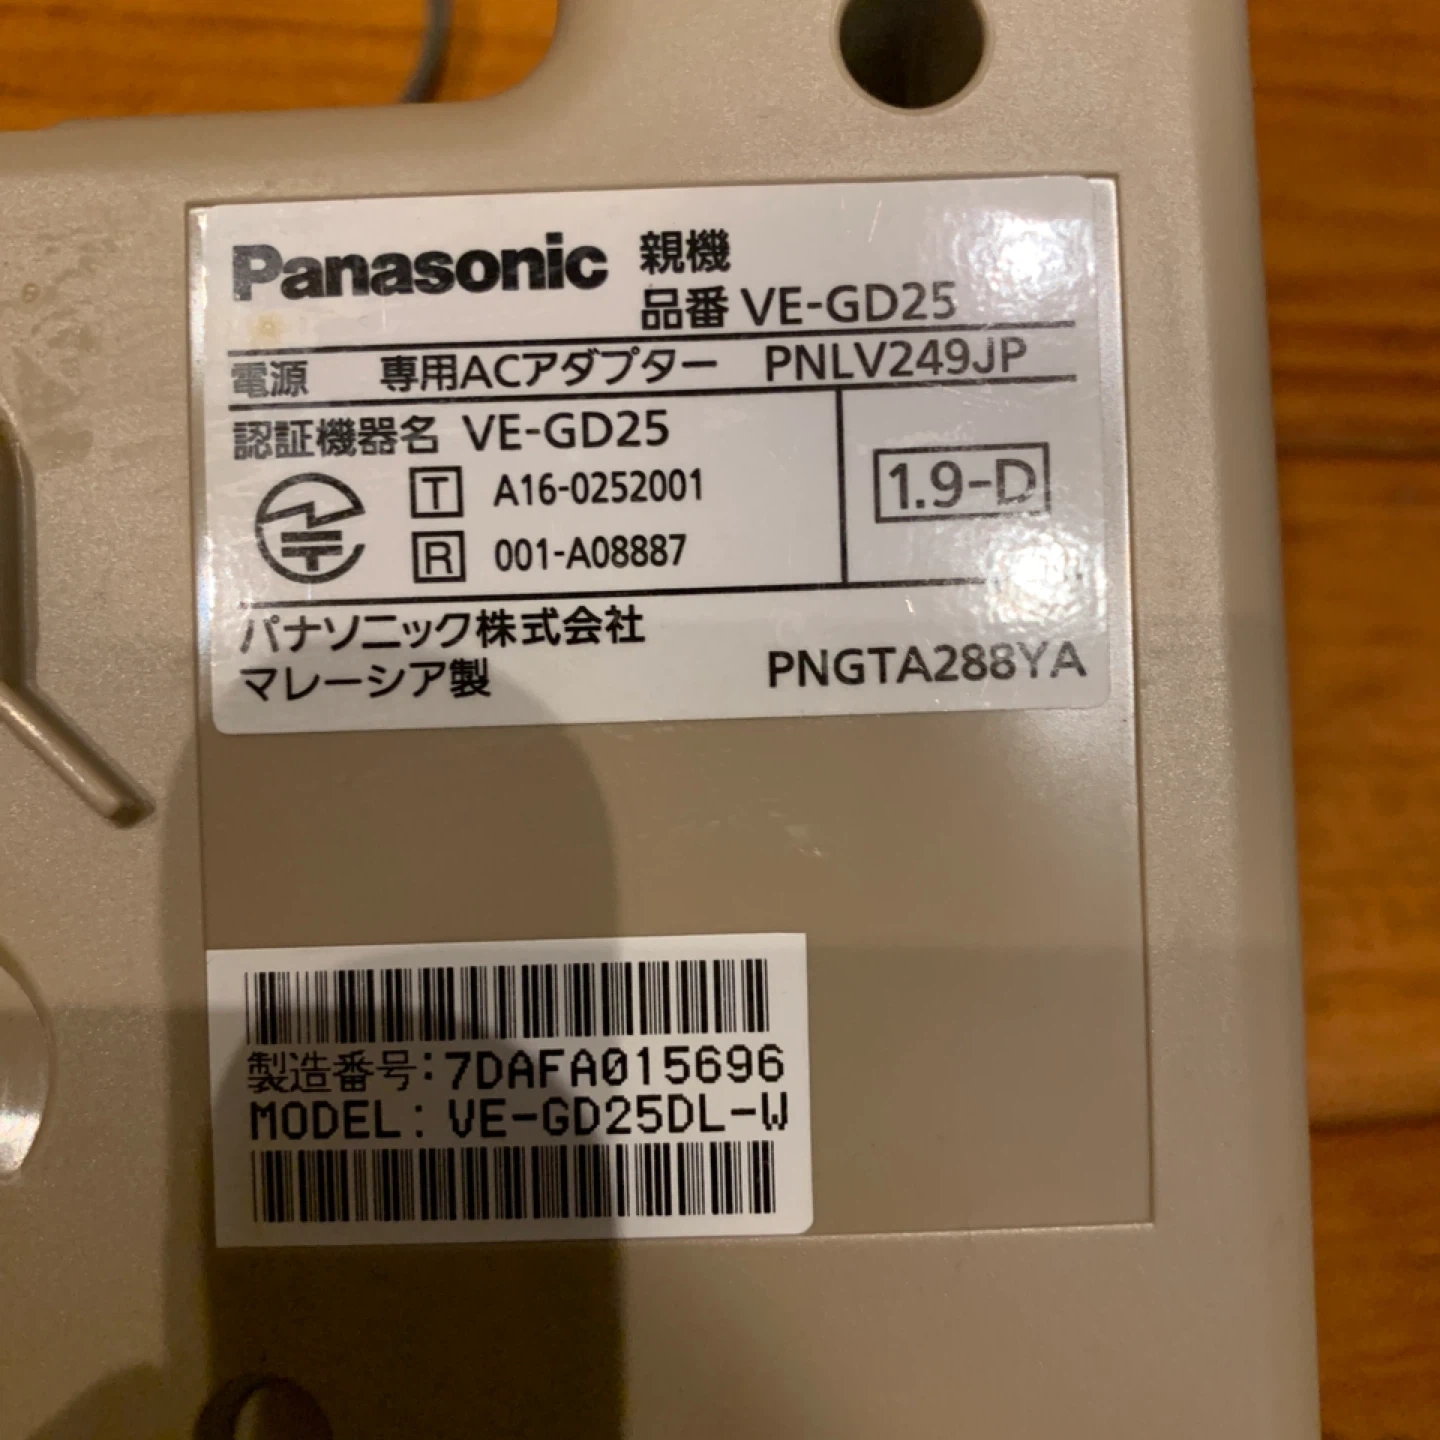 Panasonic 親機
品番 VE-GD25
電源 専用ACアダプター PNLV249JP
認証機器名 VE-GD25
T A16-0252001
R 001-A08887
1.9-D
パナソニック株式会社
マレーシア製 PNGTA288YA
製造番号:7DAFA015696
MODEL: VE-GD25DL-W